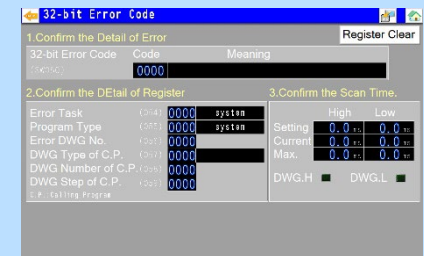 32-bit Error Code
Register Clear
1.Confirm the Detail of Error
32-bit Error Code Code Meaning
0000
2.Confirm the DEtail of Register
3.Confirm the Scan Time.
Error Task 0000 system
Program Type 0000 system
Error DWG No. 0000
DWG Type of C.P. 0000
DWG Number of C.P. 0000
DWG Step of C.P. 0000
C.P.:Calling Program
High Low
Setting 0.0 0.0
Current 0.0 0.0
Max. 0.0 0.0
DWG.H DWG.L